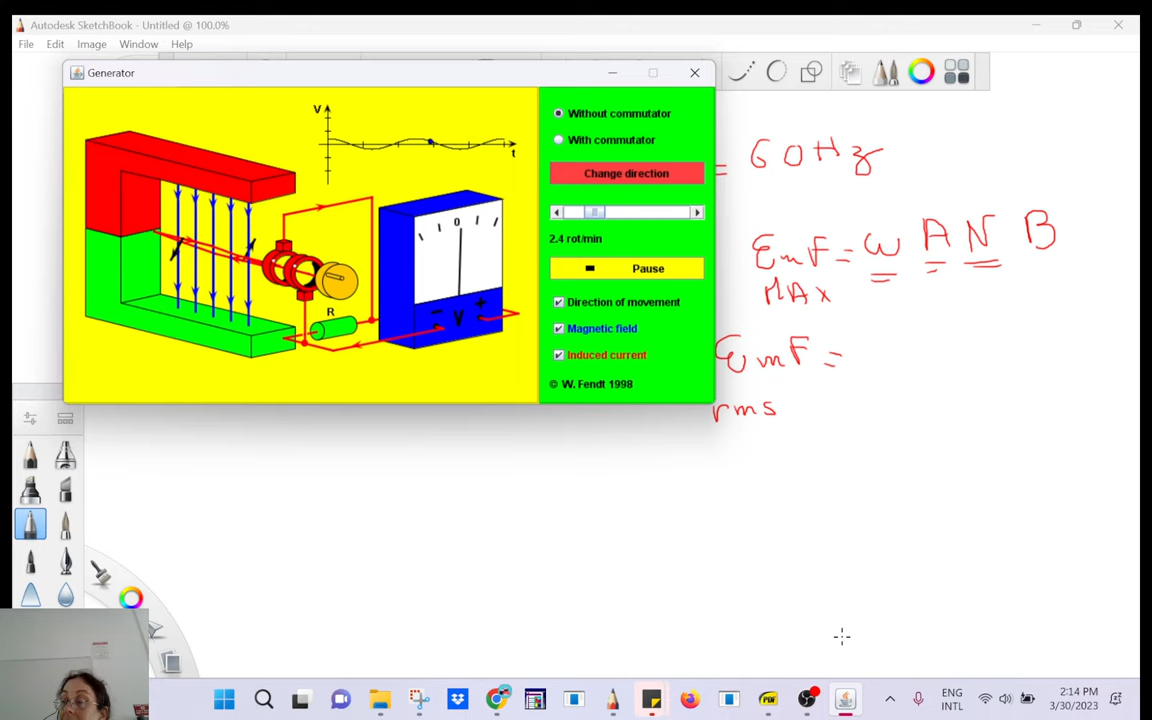 Autodesk SketchBook - Untitled @ 100.0%
File Edit Image Window Help
Generator
V
t
Without commutator
With commutator
Change direction
2.4 rot/min
Pause
Direction of movement
Magnetic field
Induced current
© W. Fendt 1998
0
R
- V +
= 60Hz
EmF = ω A N B
MAX
EmF =
rms
ENG
INTL
2:14 PM
3/30/2023